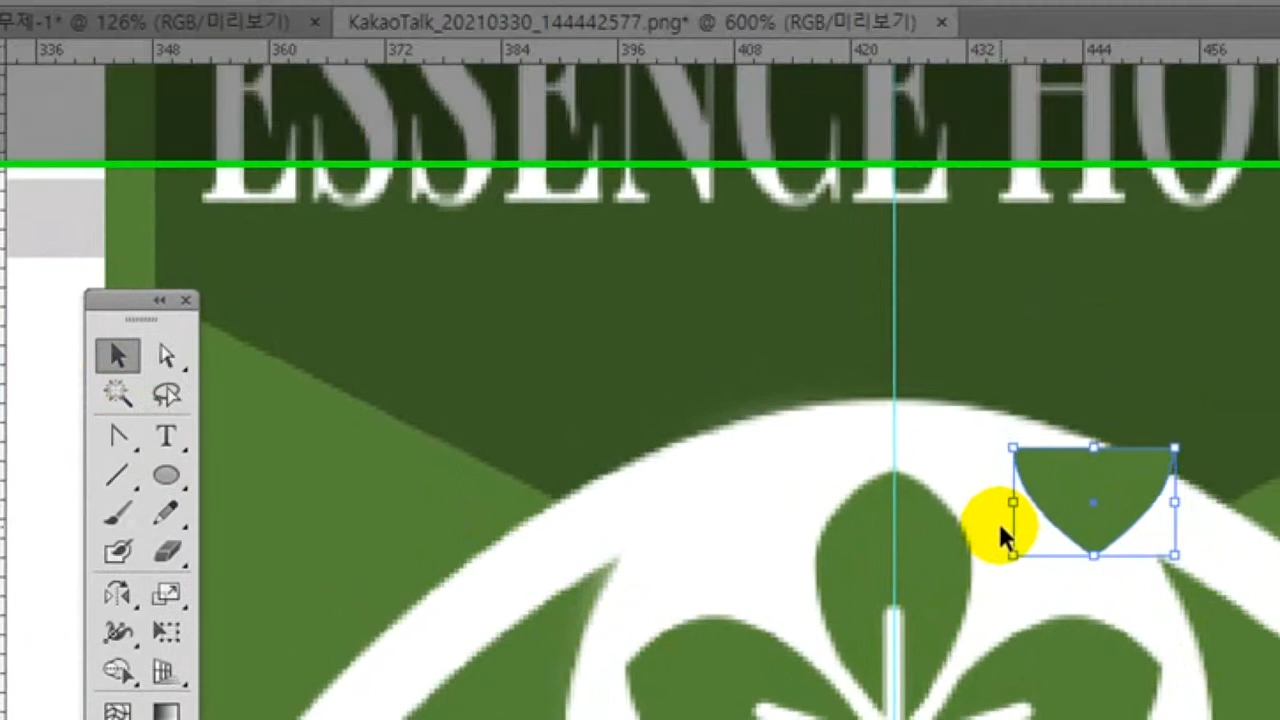 무제-1* @ 126% (RGB/미리보기) × KakaoTalk_20210330_144442577.png* @ 600% (RGB/미리보기) ×
336 348 360 372 384 396 408 420 432 444 456
ESSENCE HO
T